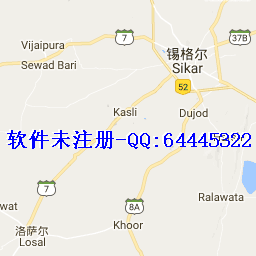 7
37B
Vijaipura
锡格尔
Sewad Bari
Sikar
52
Kasli
Dujod
软件未注册-QQ:64445322
7
Ralawata
wat
8A
洛萨尔
Khoor
Losal